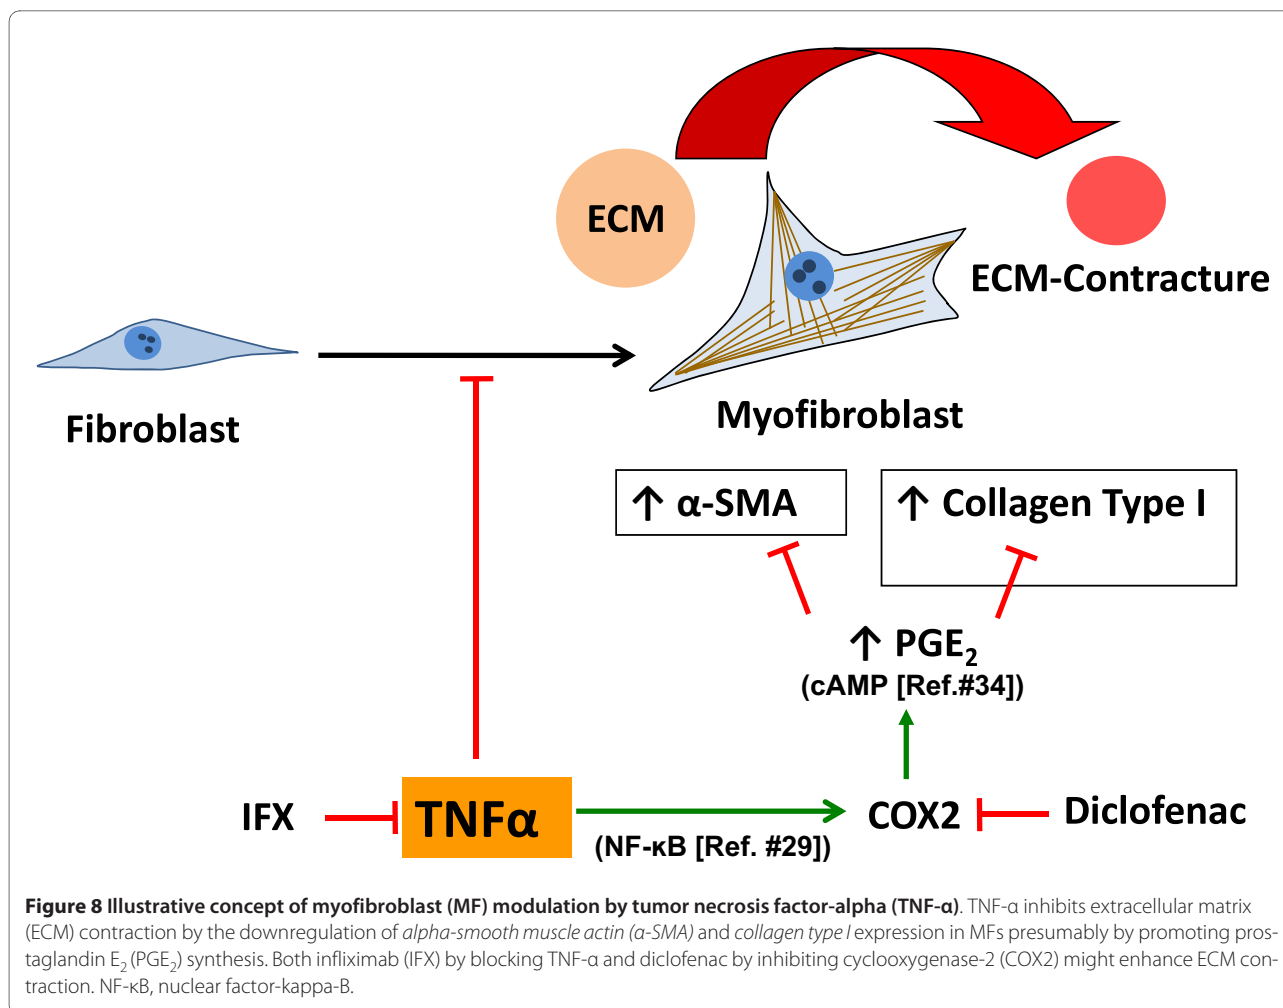 ECM
ECM-Contracture
Fibroblast
Myofibroblast
↑ α-SMA
↑ Collagen Type I
↑ PGE₂
(cAMP [Ref.#34])
IFX
TNFα
COX2
Diclofenac
(NF-κB [Ref. #29])
Figure 8 Illustrative concept of myofibroblast (MF) modulation by tumor necrosis factor-alpha (TNF-α). TNF-α inhibits extracellular matrix
(ECM) contraction by the downregulation of alpha-smooth muscle actin (α-SMA) and collagen type I expression in MFs presumably by promoting pros-
taglandin E₂ (PGE₂) synthesis. Both infliximab (IFX) by blocking TNF-α and diclofenac by inhibiting cyclooxygenase-2 (COX2) might enhance ECM con-
traction. NF-κB, nuclear factor-kappa-B.